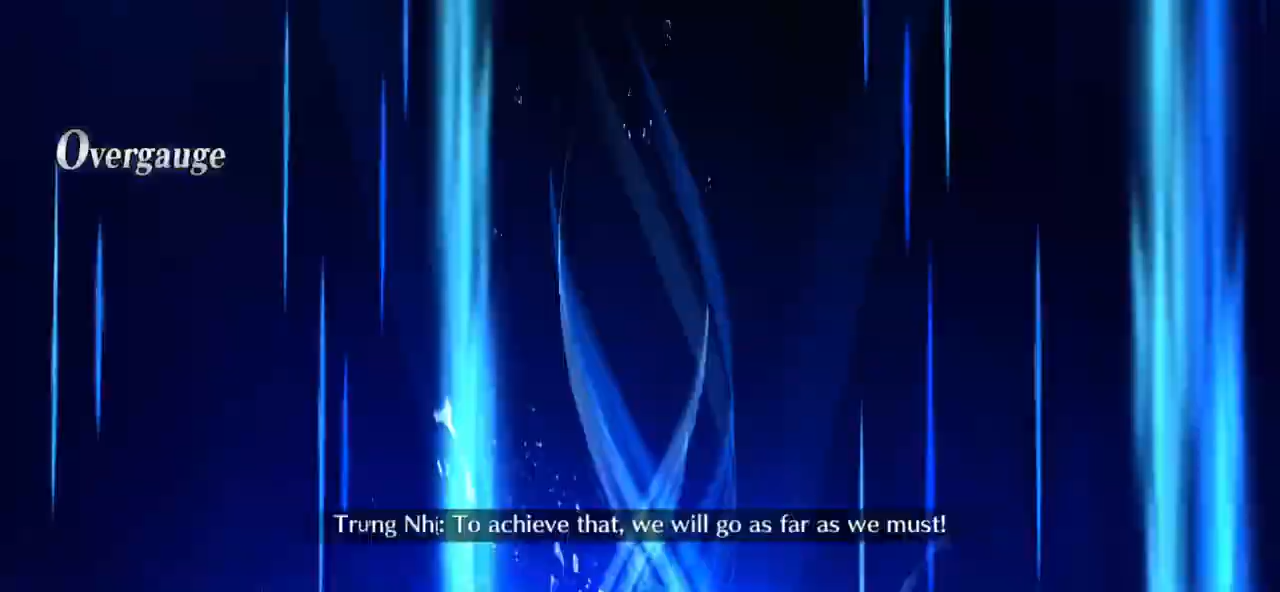 Overgauge
Trưng Nhị: To achieve that, we will go as far as we must!